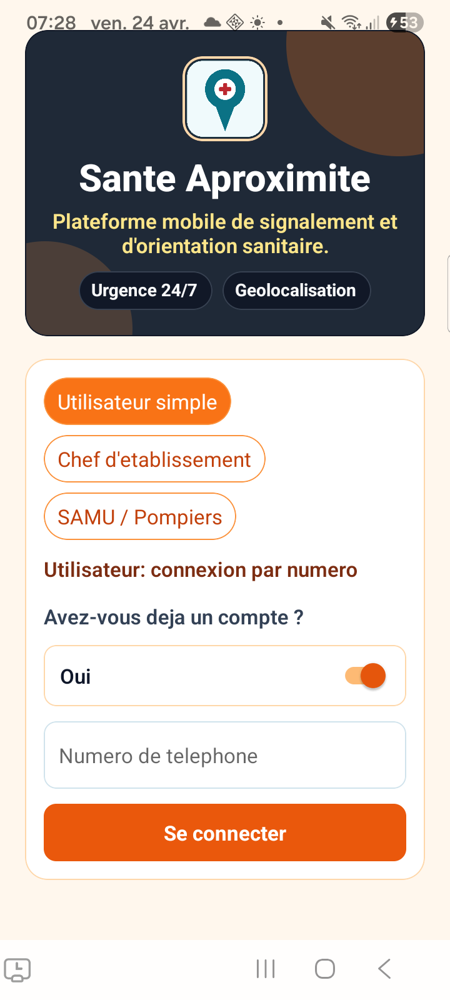 07:28 ven. 24 avr. 53
Sante Aproximite
Plateforme mobile de signalement et
d'orientation sanitaire.
Urgence 24/7 Geolocalisation
Utilisateur simple
Chef d'etablissement
SAMU / Pompiers
Utilisateur: connexion par numero
Avez-vous deja un compte ?
Oui
Numero de telephone
Se connecter